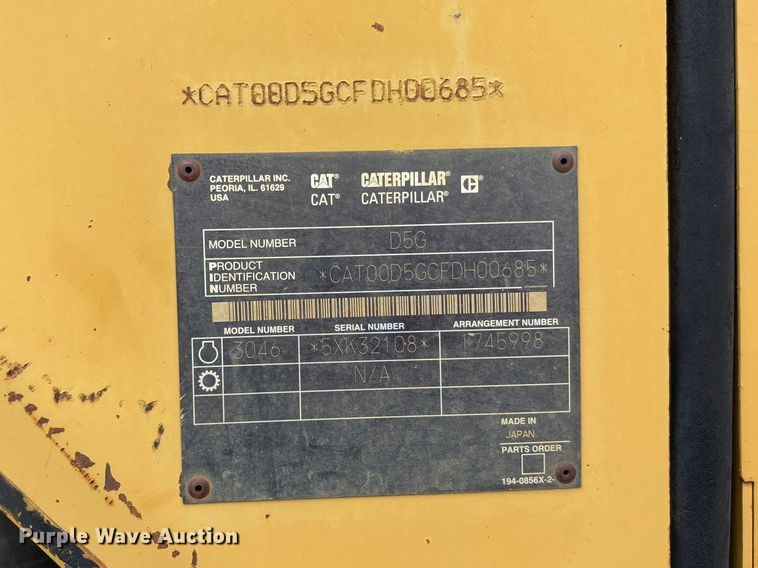 *CAT00D5GCFDH00685*
CATERPILLAR INC.
PEORIA, IL. 61629
USA
CAT® CATERPILLAR® C®
CAT® CATERPILLAR®
MODEL NUMBER D5G
PRODUCT
IDENTIFICATION
NUMBER
*CAT00D5GCFDH00685*
MODEL NUMBER SERIAL NUMBER ARRANGEMENT NUMBER
3046 *5XK32108* 1745998
N/A
MADE IN
JAPAN
PARTS ORDER
194-0856X-2-
Purple Wave Auction